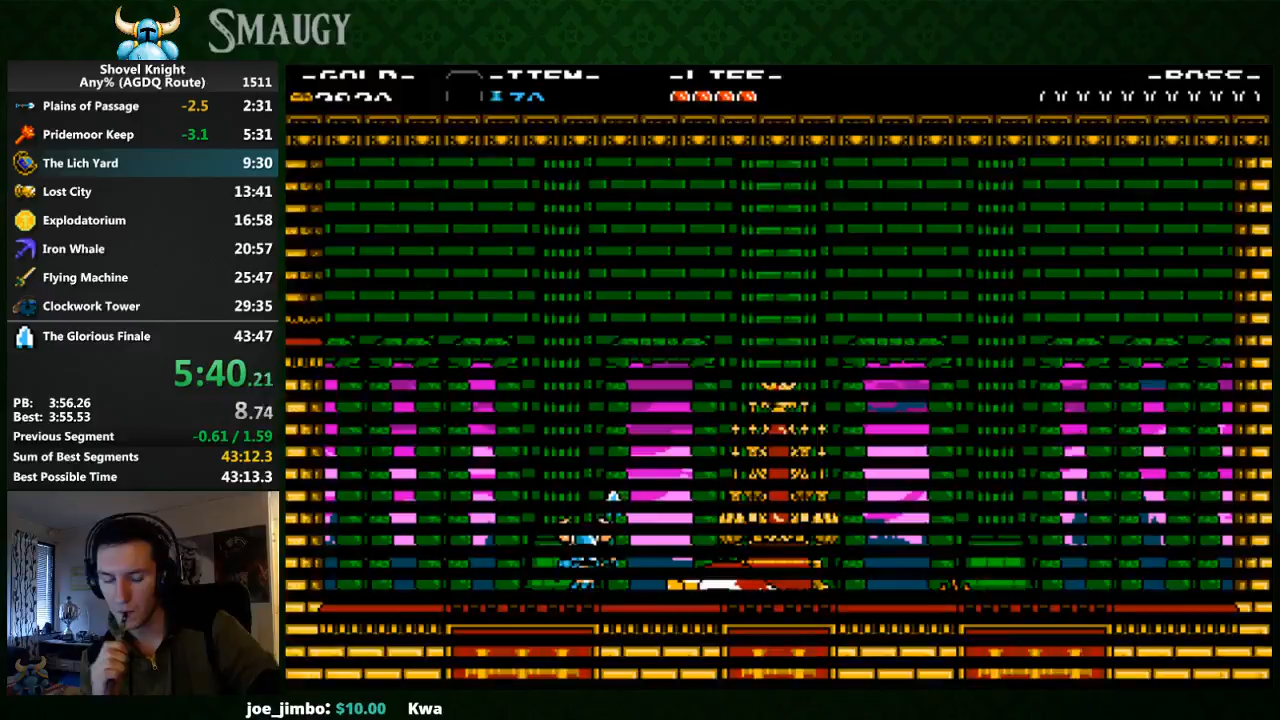 SMAUGY
Shovel Knight
Any% (AGDQ Route) 1511
Plains of Passage -2.5 2:31
Pridemoor Keep -3.1 5:31
The Lich Yard 9:30
Lost City 13:41
Explodatorium 16:58
Iron Whale 20:57
Flying Machine 25:47
Clockwork Tower 29:35
The Glorious Finale 43:47
5:40.21
PB: 3:56.26
Best: 3:55.53
8.74
Previous Segment -0.61 / 1.59
Sum of Best Segments 43:12.3
Best Possible Time 43:13.3
joe_jimbo: $10.00 Kwa